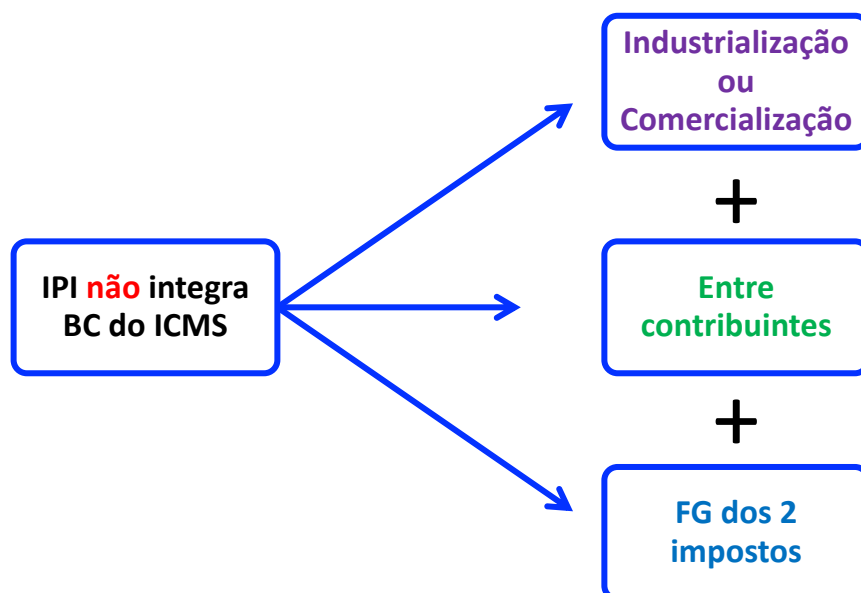 Industrialização
ou
Comercialização
+
IPI não integra
BC do ICMS
Entre
contribuintes
+
FG dos 2
impostos